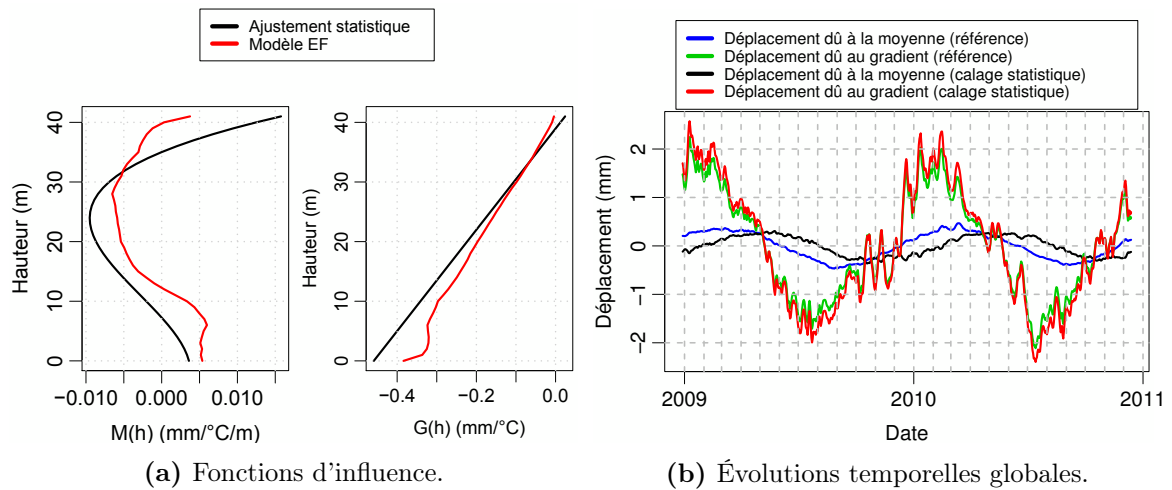 Ajustement statistique
Modèle EF
Hauteur (m)
0
10
20
30
40
−0.010
0.000
0.010
M(h) (mm/°C/m)
Hauteur (m)
0
10
20
30
40
−0.4
−0.2
0.0
G(h) (mm/°C)
(a) Fonctions d'influence.
Déplacement dû à la moyenne (référence)
Déplacement dû au gradient (référence)
Déplacement dû à la moyenne (calage statistique)
Déplacement dû au gradient (calage statistique)
Déplacement (mm)
2
1
0
−1
−2
2009
2010
2011
Date
(b) Évolutions temporelles globales.